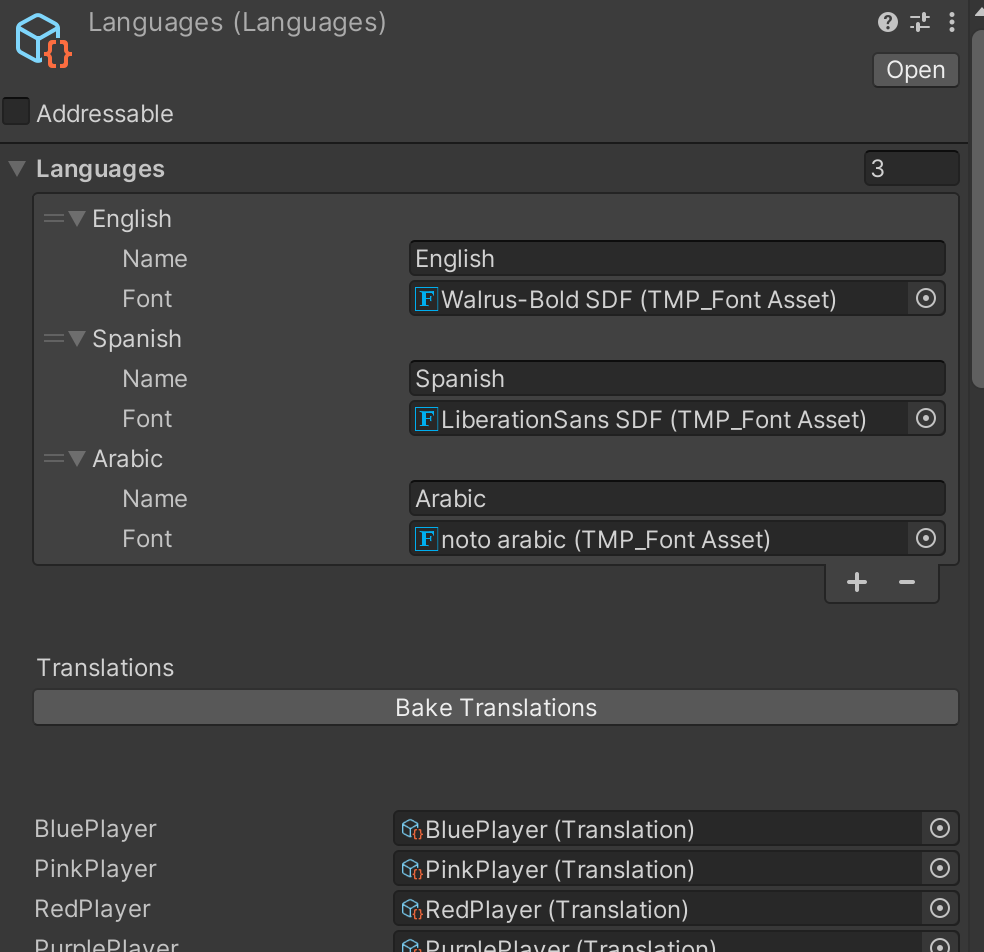 Languages (Languages)
Open
Addressable
Languages 3
English
Name English
Font Walrus-Bold SDF (TMP_Font Asset)
Spanish
Name Spanish
Font LiberationSans SDF (TMP_Font Asset)
Arabic
Name Arabic
Font noto arabic (TMP_Font Asset)
Translations
Bake Translations
BluePlayer BluePlayer (Translation)
PinkPlayer PinkPlayer (Translation)
RedPlayer RedPlayer (Translation)
PurplePlayer PurplePlayer (Translation)